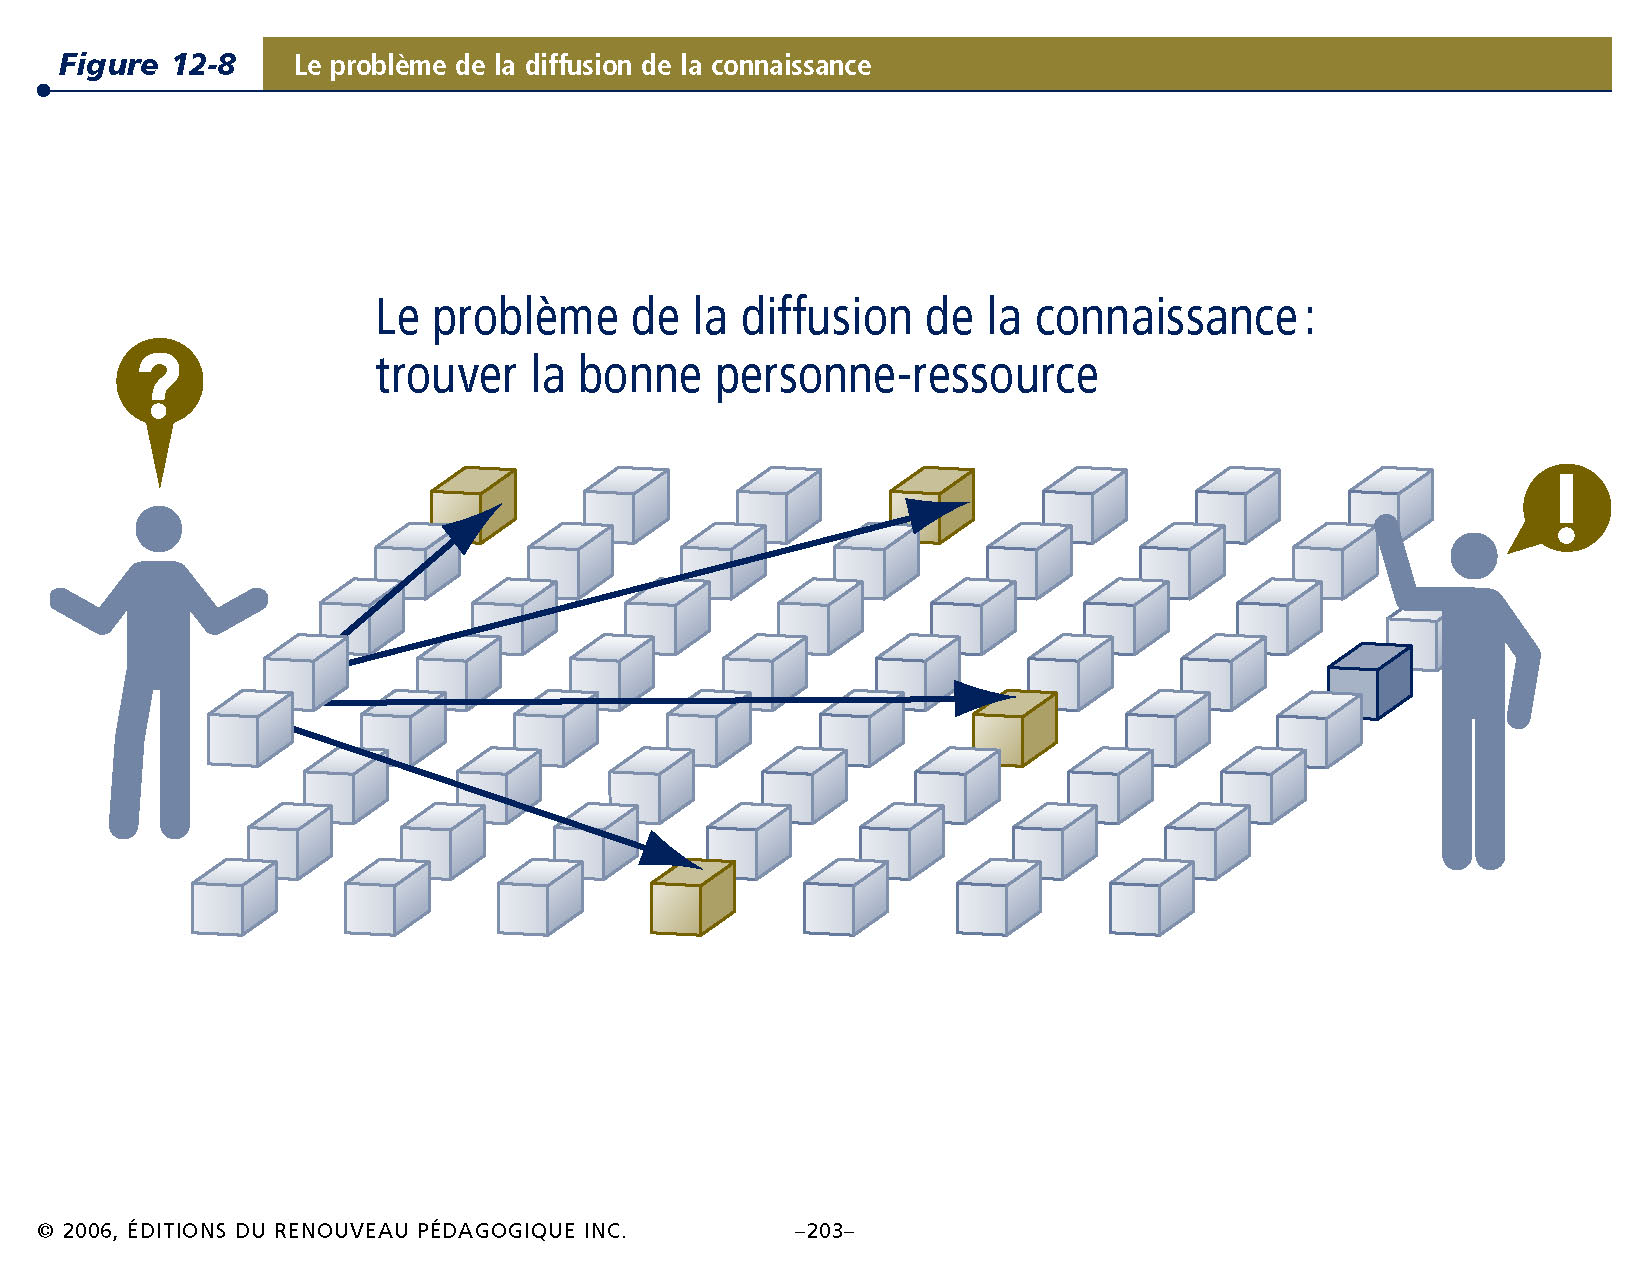 Figure 12-8
Le problème de la diffusion de la connaissance
Le problème de la diffusion de la connaissance :
trouver la bonne personne-ressource
?
!
© 2006, ÉDITIONS DU RENOUVEAU PÉDAGOGIQUE INC.
–203–